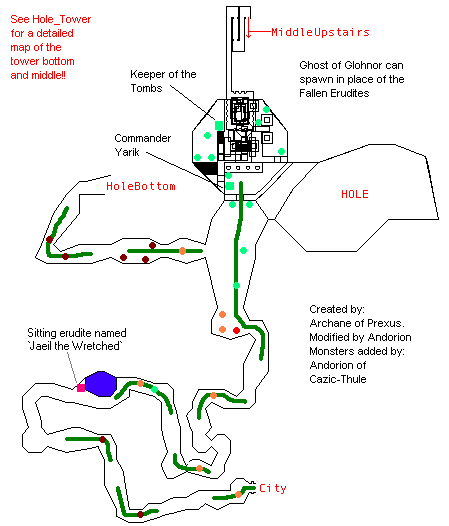 See Hole_Tower
for a detailed
map of the
tower bottom
and middle!!
MiddleUpstairs
Ghost of Glohnor can
spawn in place of the
Fallen Erudites
Keeper of the
Tombs
Commander
Yarik
HoleBottom
HOLE
Created by:
Archane of Prexus.
Modified by Andorion
Monsters added by:
Andorion of
Cazic-Thule
Sitting erudite named
`Jaeil the Wretched`
City